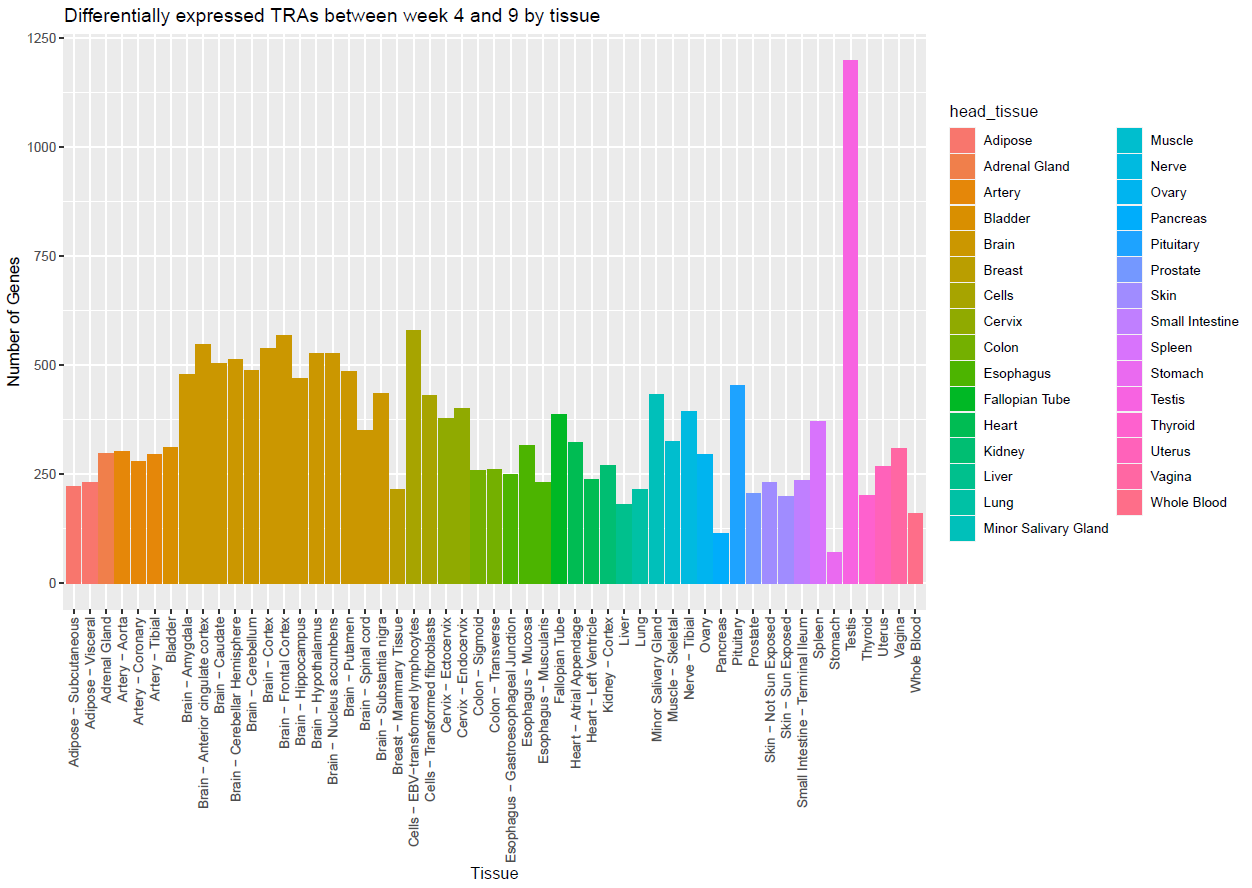 Differentially expressed TRAs between week 4 and 9 by tissue
1250
1000
750
500
250
0
Number of Genes
Adipose − Subcutaneous
Adipose − Visceral
Adrenal Gland
Artery − Aorta
Artery − Coronary
Artery − Tibial
Bladder
Brain − Amygdala
Brain − Anterior cingulate cortex
Brain − Caudate
Brain − Cerebellar Hemisphere
Brain − Cerebellum
Brain − Cortex
Brain − Frontal Cortex
Brain − Hippocampus
Brain − Hypothalamus
Brain − Nucleus accumbens
Brain − Putamen
Brain − Spinal cord
Brain − Substantia nigra
Breast − Mammary Tissue
Cells − EBV−transformed lymphocytes
Cells − Transformed fibroblasts
Cervix − Ectocervix
Cervix − Endocervix
Colon − Sigmoid
Colon − Transverse
Esophagus − Gastroesophageal Junction
Esophagus − Mucosa
Esophagus − Muscularis
Fallopian Tube
Heart − Atrial Appendage
Heart − Left Ventricle
Kidney − Cortex
Liver
Lung
Minor Salivary Gland
Muscle − Skeletal
Nerve − Tibial
Ovary
Pancreas
Pituitary
Prostate
Skin − Not Sun Exposed
Skin − Sun Exposed
Small Intestine − Terminal Ileum
Spleen
Stomach
Testis
Thyroid
Uterus
Vagina
Whole Blood
Tissue
head_tissue
Adipose
Adrenal Gland
Artery
Bladder
Brain
Breast
Cells
Cervix
Colon
Esophagus
Fallopian Tube
Heart
Kidney
Liver
Lung
Minor Salivary Gland
Muscle
Nerve
Ovary
Pancreas
Pituitary
Prostate
Skin
Small Intestine
Spleen
Stomach
Testis
Thyroid
Uterus
Vagina
Whole Blood